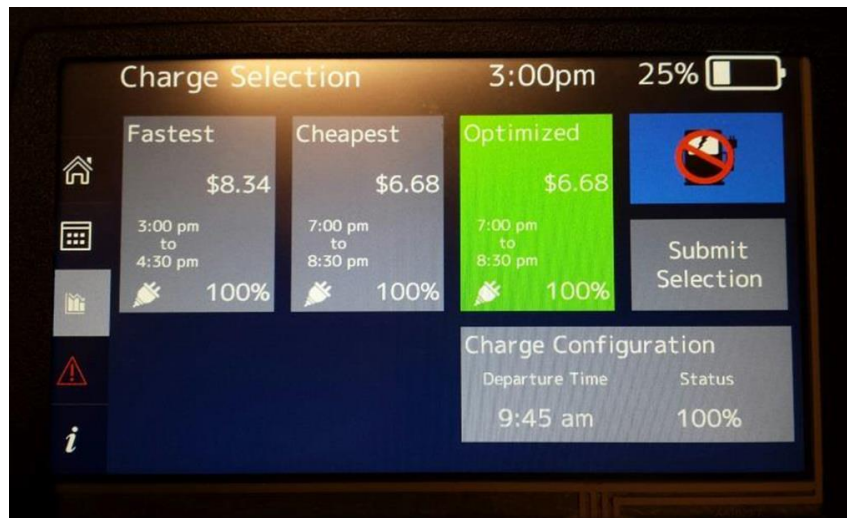 Charge Selection 3:00pm 25%
Fastest
$8.34
3:00 pm
to
4:30 pm
100%
Cheapest
$6.68
7:00 pm
to
8:30 pm
100%
Optimized
$6.68
7:00 pm
to
8:30 pm
100%
Submit
Selection
Charge Configuration
Departure Time Status
9:45 am 100%
i